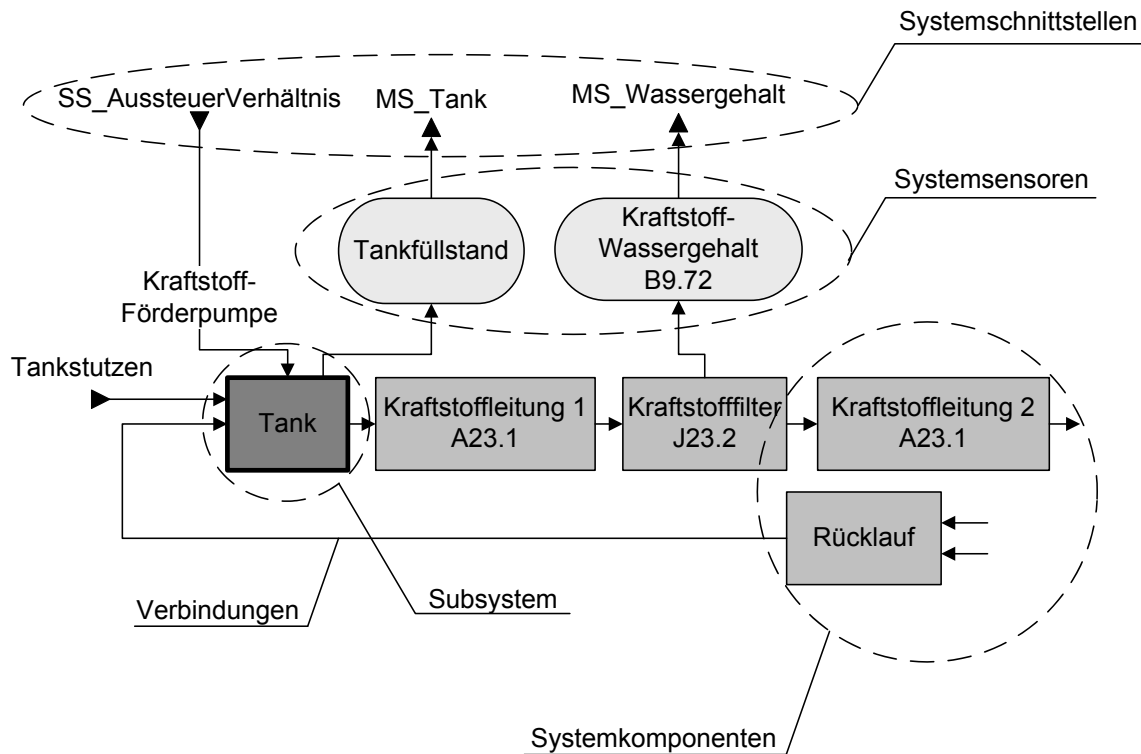 Systemschnittstellen
SS_AussteuerVerhältnis
MS_Tank
MS_Wassergehalt
Systemsensoren
Tankfüllstand
Kraftstoff-
Wassergehalt
B9.72
Kraftstoff-
Förderpumpe
Tankstutzen
Tank
Kraftstoffleitung 1
A23.1
Kraftstofffilter
J23.2
Kraftstoffleitung 2
A23.1
Rücklauf
Verbindungen
Subsystem
Systemkomponenten